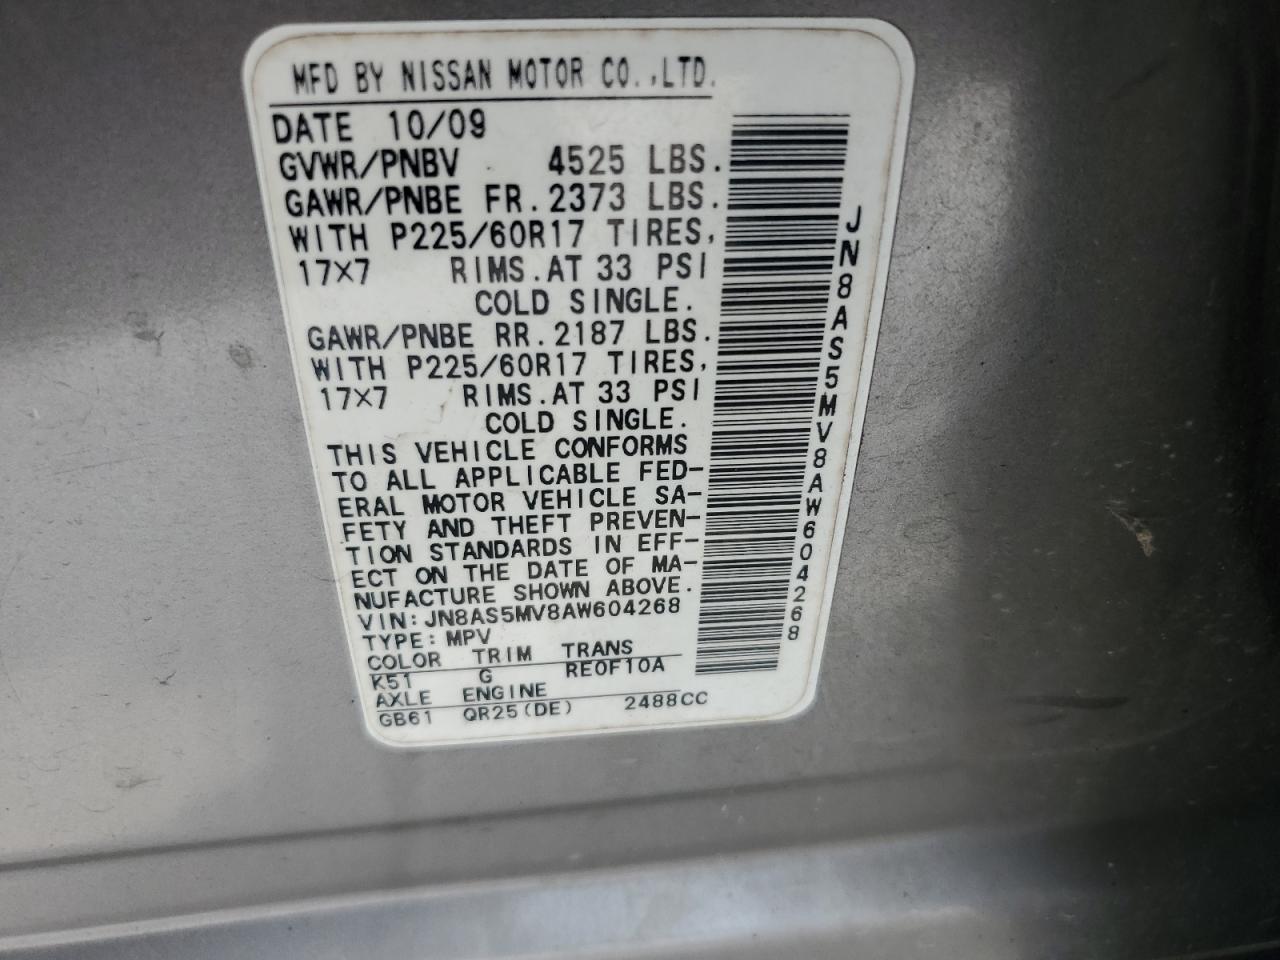 MFD BY NISSAN MOTOR CO.,LTD.
DATE 10/09
GVWR/PNBV 4525 LBS.
GAWR/PNBE FR. 2373 LBS.
WITH P225/60R17 TIRES,
17×7 RIMS. AT 33 PSI
COLD SINGLE.
GAWR/PNBE RR. 2187 LBS.
WITH P225/60R17 TIRES,
17×7 RIMS. AT 33 PSI
COLD SINGLE.
THIS VEHICLE CONFORMS
TO ALL APPLICABLE FED-
ERAL MOTOR VEHICLE SA-
FETY AND THEFT PREVEN-
TION STANDARDS IN EFF-
ECT ON THE DATE OF MA-
NUFACTURE SHOWN ABOVE.
VIN: JN8AS5MV8AW604268
TYPE: MPV
COLOR TRIM TRANS
K51 G RE0F10A
AXLE ENGINE
GB61 QR25(DE) 2488CC
JN8AS5MV8AW604268